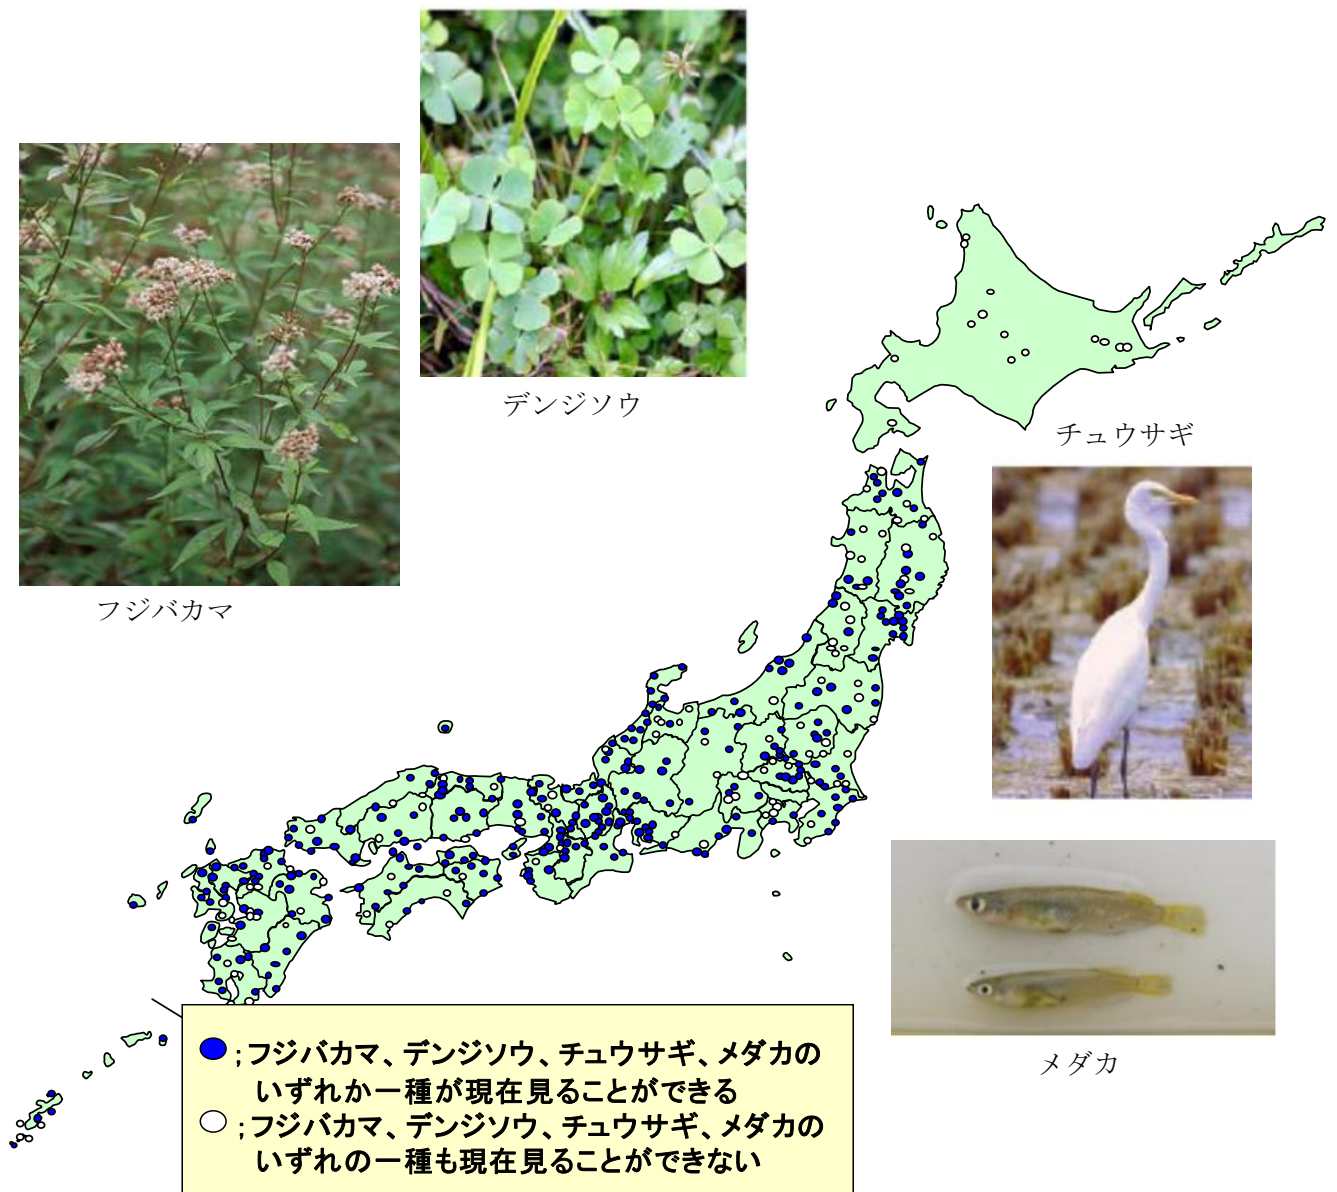 デンジソウ
チュウサギ
フジバカマ
メダカ
;フジバカマ、デンジソウ、チュウサギ、メダカの
いずれか一種が現在見ることができる
;フジバカマ、デンジソウ、チュウサギ、メダカの
いずれの一種も現在見ることができない